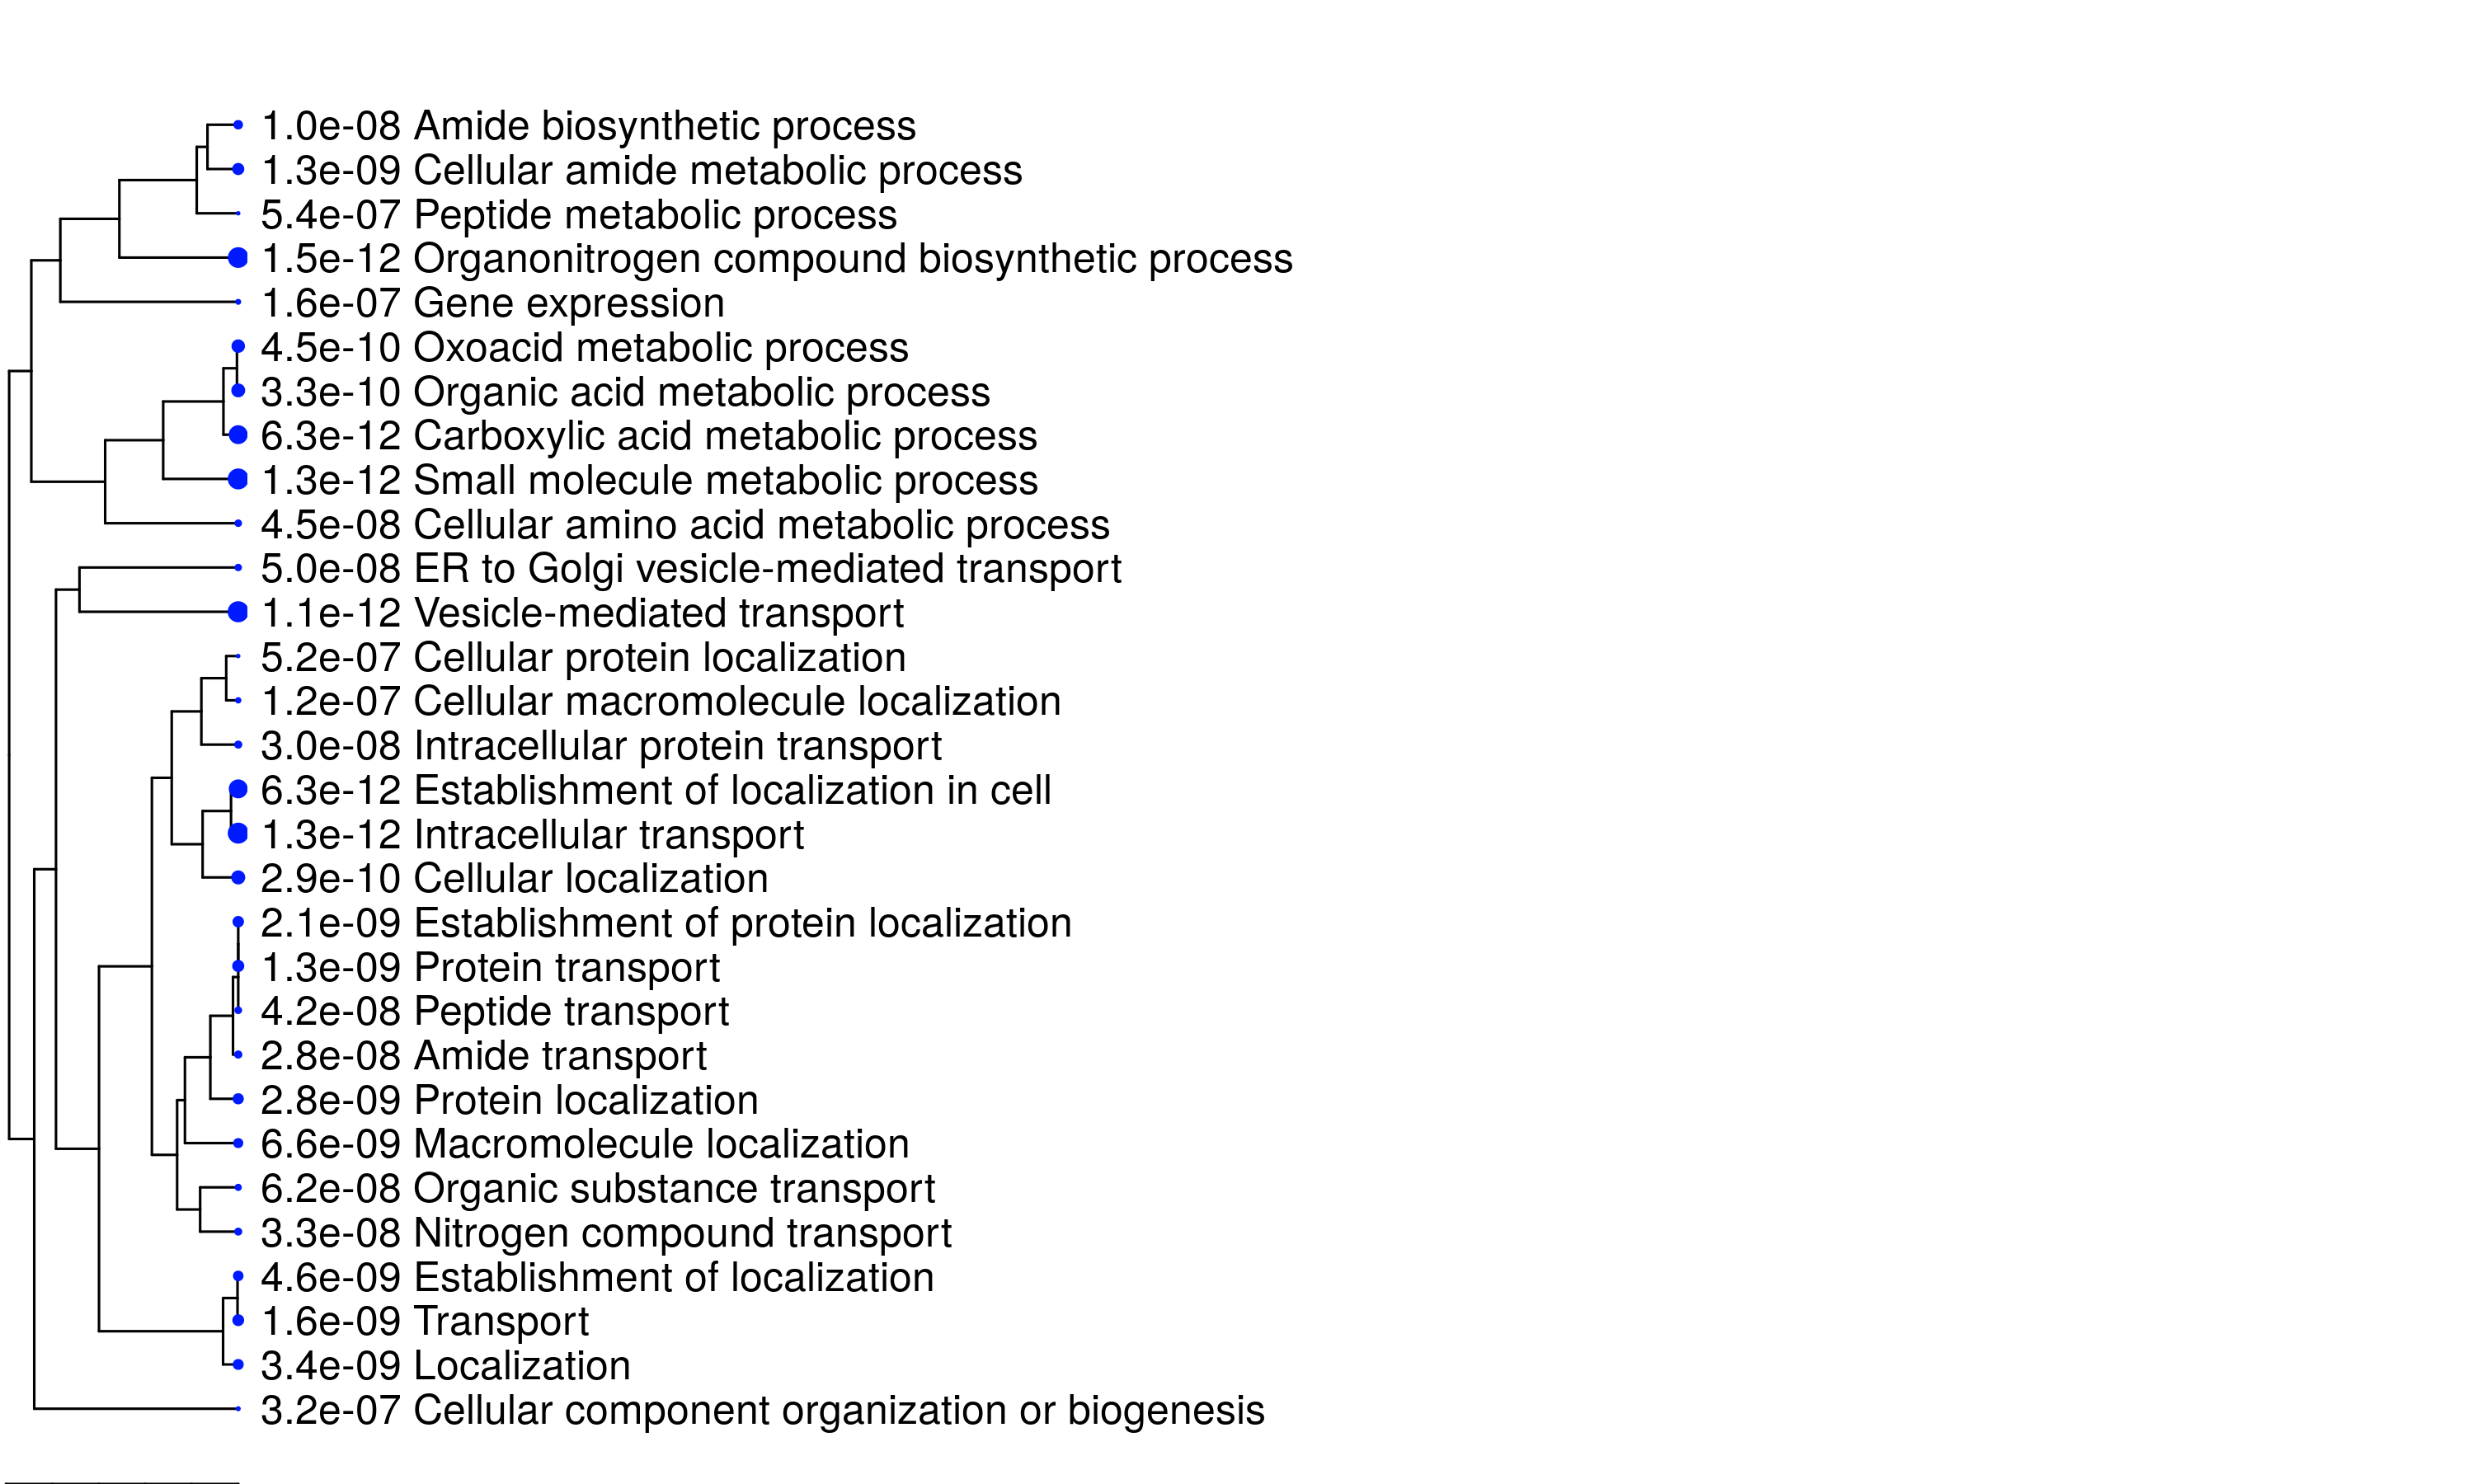 1.0e-08 Amide biosynthetic process
1.3e-09 Cellular amide metabolic process
5.4e-07 Peptide metabolic process
1.5e-12 Organonitrogen compound biosynthetic process
1.6e-07 Gene expression
4.5e-10 Oxoacid metabolic process
3.3e-10 Organic acid metabolic process
6.3e-12 Carboxylic acid metabolic process
1.3e-12 Small molecule metabolic process
4.5e-08 Cellular amino acid metabolic process
5.0e-08 ER to Golgi vesicle-mediated transport
1.1e-12 Vesicle-mediated transport
5.2e-07 Cellular protein localization
1.2e-07 Cellular macromolecule localization
3.0e-08 Intracellular protein transport
6.3e-12 Establishment of localization in cell
1.3e-12 Intracellular transport
2.9e-10 Cellular localization
2.1e-09 Establishment of protein localization
1.3e-09 Protein transport
4.2e-08 Peptide transport
2.8e-08 Amide transport
2.8e-09 Protein localization
6.6e-09 Macromolecule localization
6.2e-08 Organic substance transport
3.3e-08 Nitrogen compound transport
4.6e-09 Establishment of localization
1.6e-09 Transport
3.4e-09 Localization
3.2e-07 Cellular component organization or biogenesis